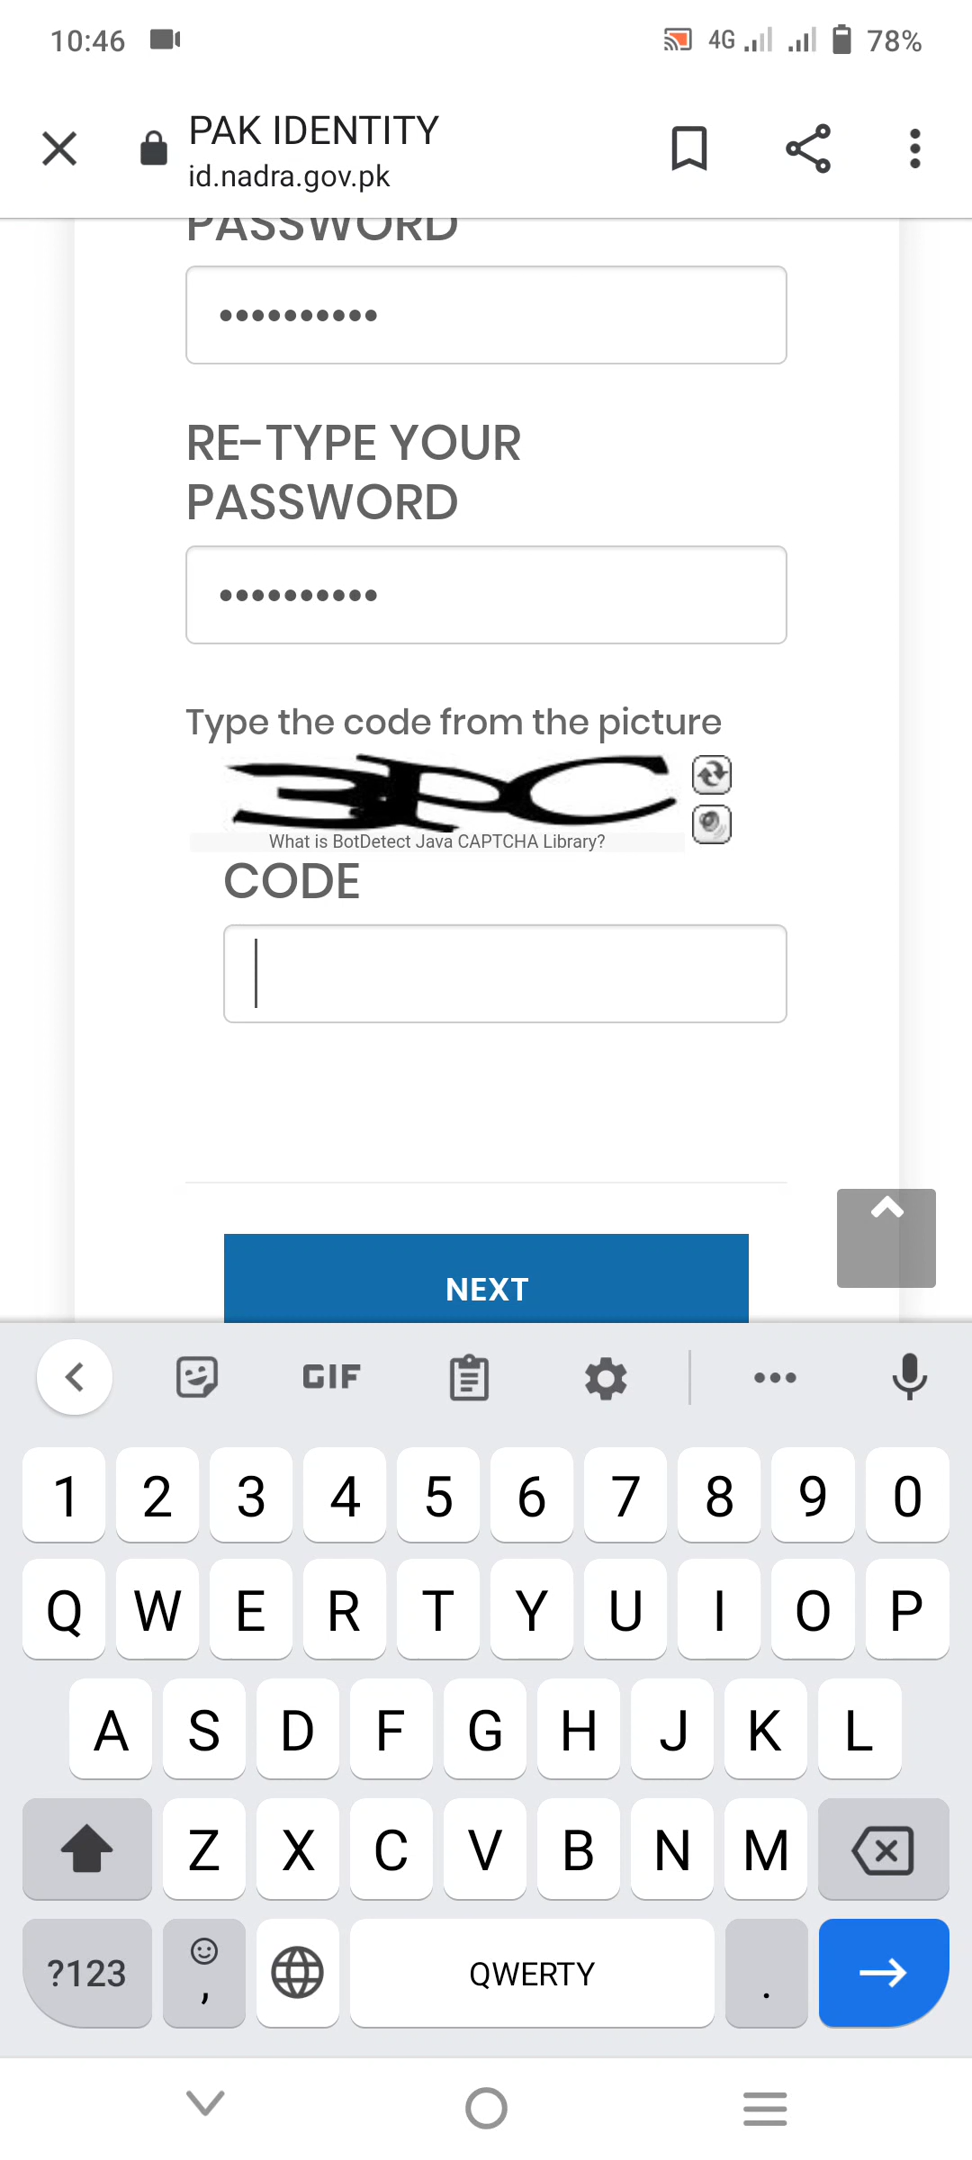 10:46
4G
78%
PAK IDENTITY
id.nadra.gov.pk
PASSWORD
••••••••••
RE-TYPE YOUR
PASSWORD
••••••••••
Type the code from the picture
What is BotDetect Java CAPTCHA Library?
CODE
NEXT
GIF
1 2 3 4 5 6 7 8 9 0
Q W E R T Y U I O P
A S D F G H J K L
Z X C V B N M
?123 , QWERTY .